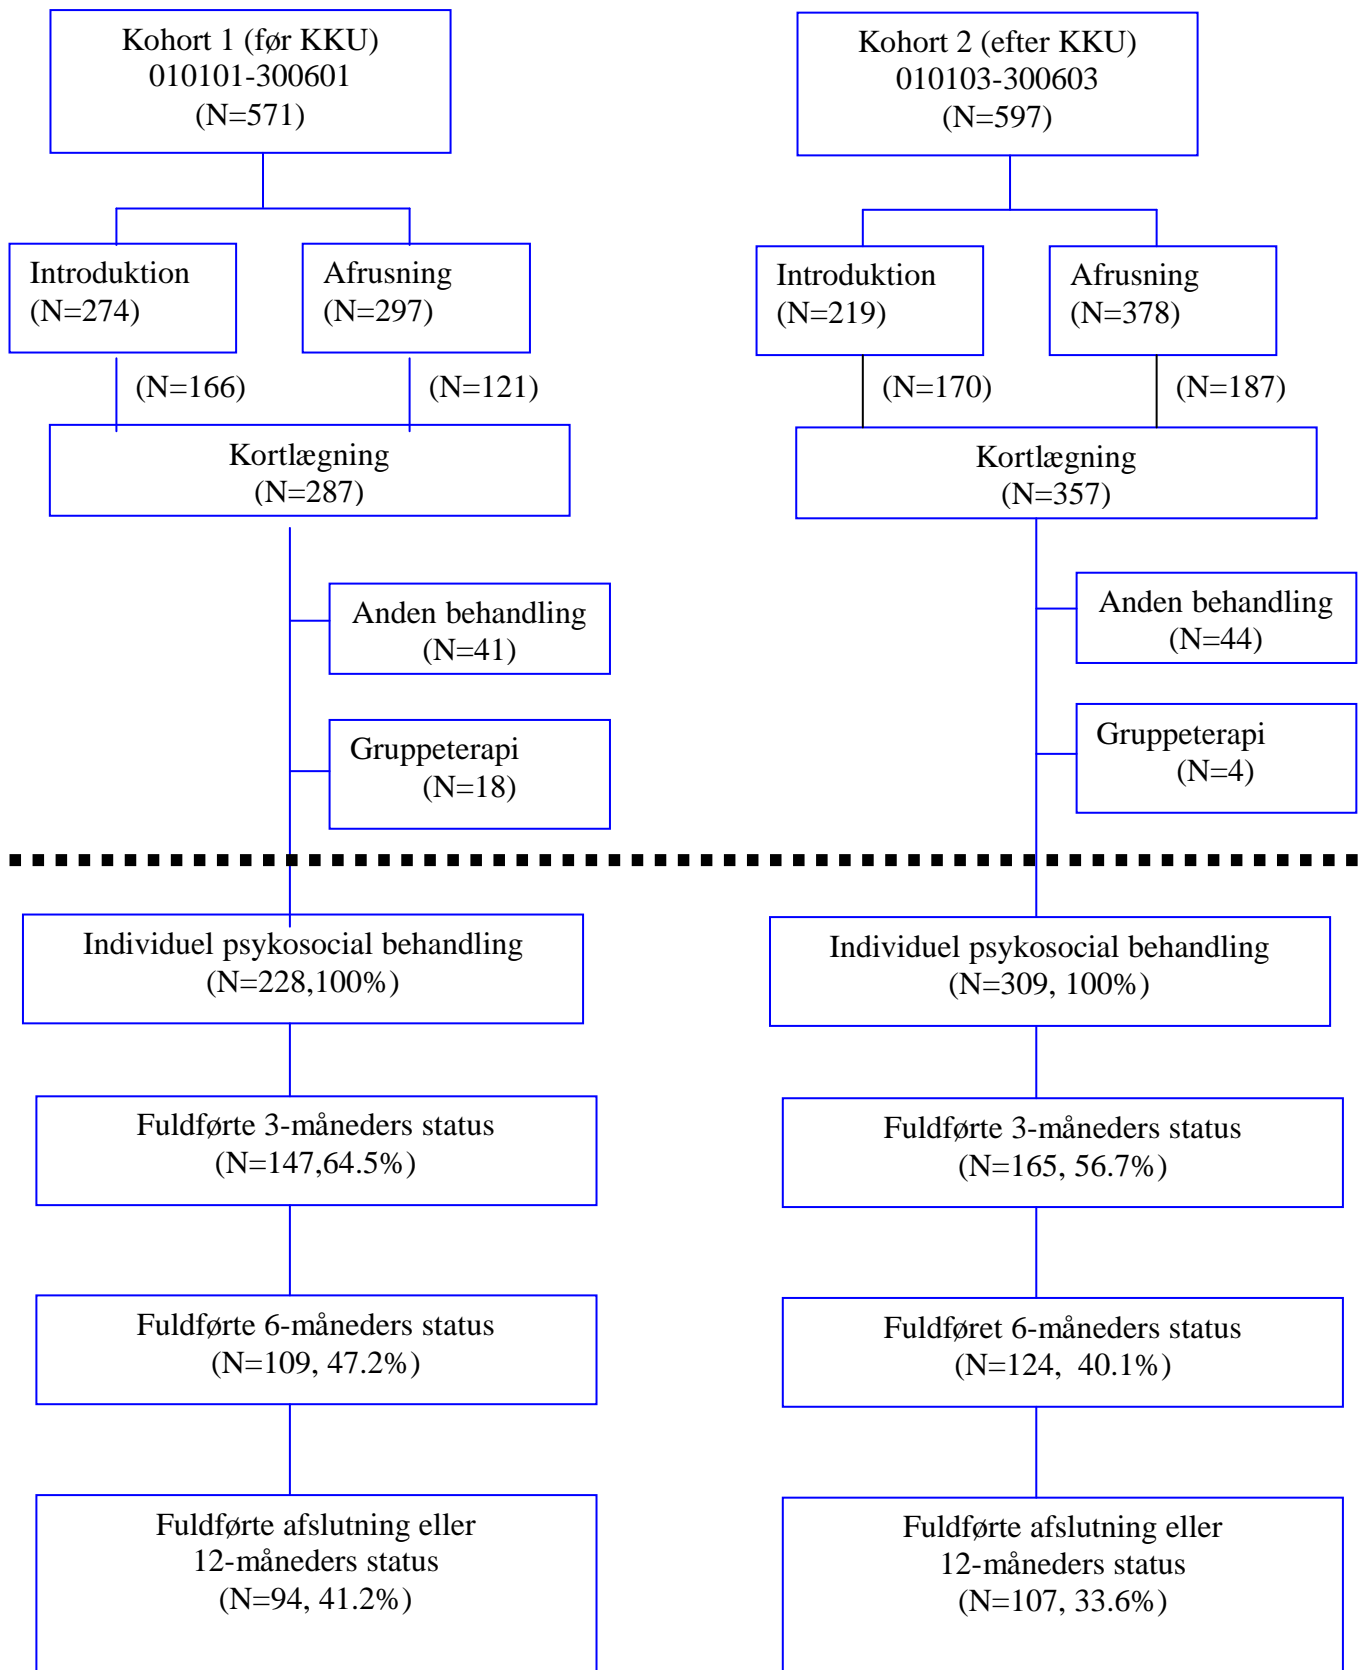 Kohort 1 (før KKU)
010101-300601
(N=571)
Kohort 2 (efter KKU)
010103-300603
(N=597)
Introduktion
(N=274)
Afrusning
(N=297)
Introduktion
(N=219)
Afrusning
(N=378)
(N=166)
(N=121)
(N=170)
(N=187)
Kortlægning
(N=287)
Kortlægning
(N=357)
Anden behandling
(N=41)
Anden behandling
(N=44)
Gruppeterapi
(N=18)
Gruppeterapi
(N=4)
Individuel psykosocial behandling
(N=228,100%)
Individuel psykosocial behandling
(N=309, 100%)
Fuldførte 3-måneders status
(N=147,64.5%)
Fuldførte 3-måneders status
(N=165, 56.7%)
Fuldførte 6-måneders status
(N=109, 47.2%)
Fuldføret 6-måneders status
(N=124, 40.1%)
Fuldførte afslutning eller
12-måneders status
(N=94, 41.2%)
Fuldførte afslutning eller
12-måneders status
(N=107, 33.6%)